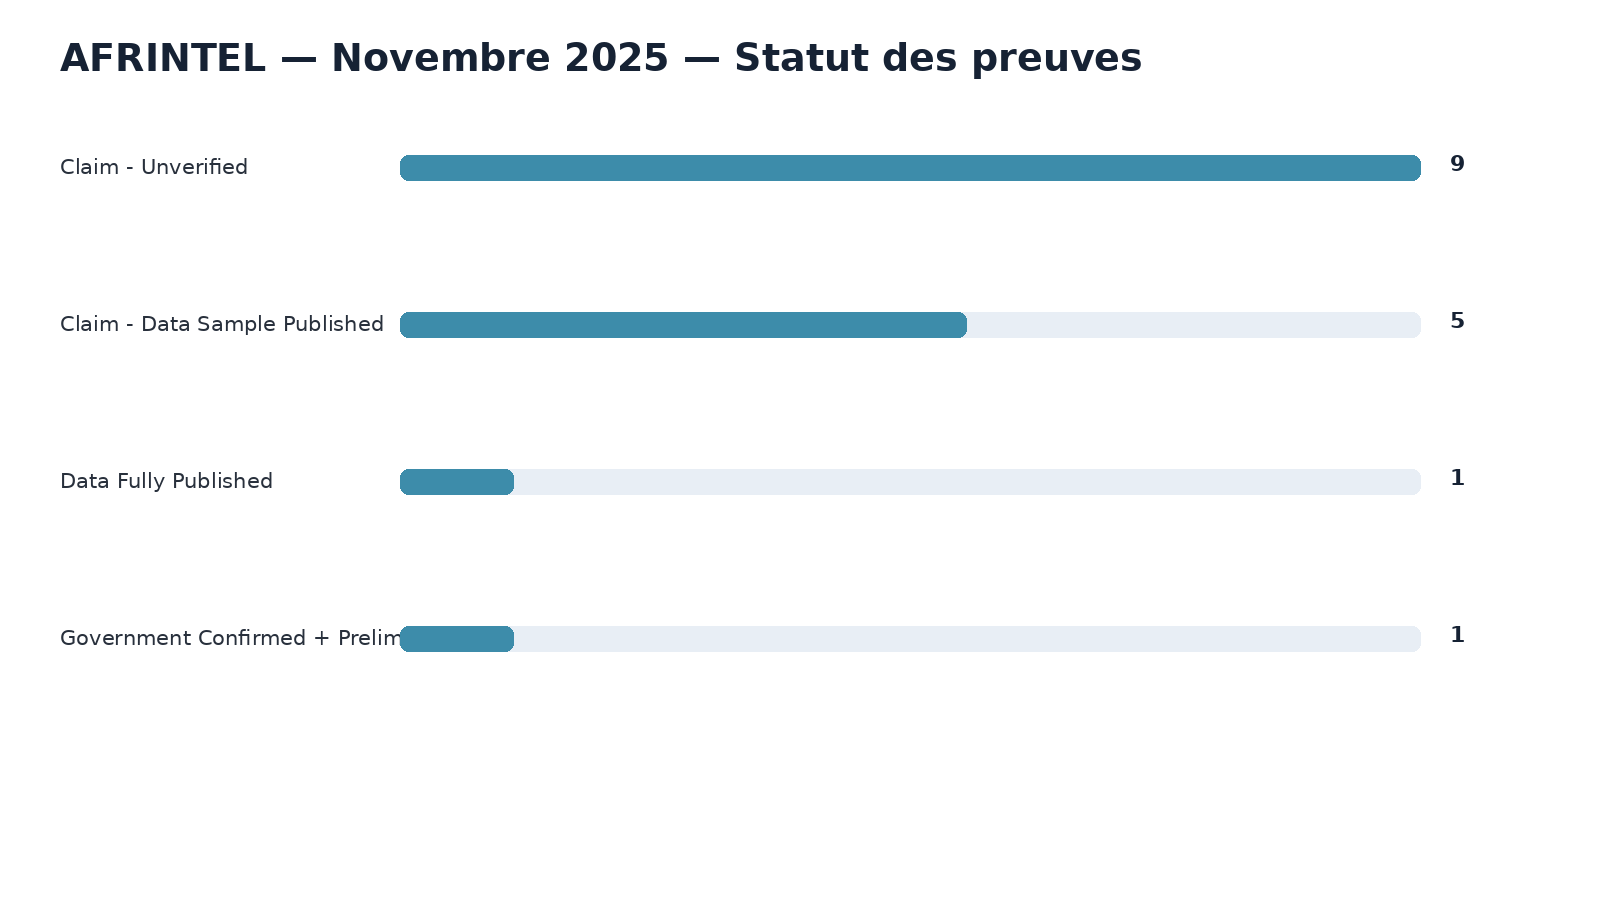 AFRINTEL — Novembre 2025 — Statut des preuves
Claim - Unverified 9
Claim - Data Sample Published 5
Data Fully Published 1
Government Confirmed + Prelim 1